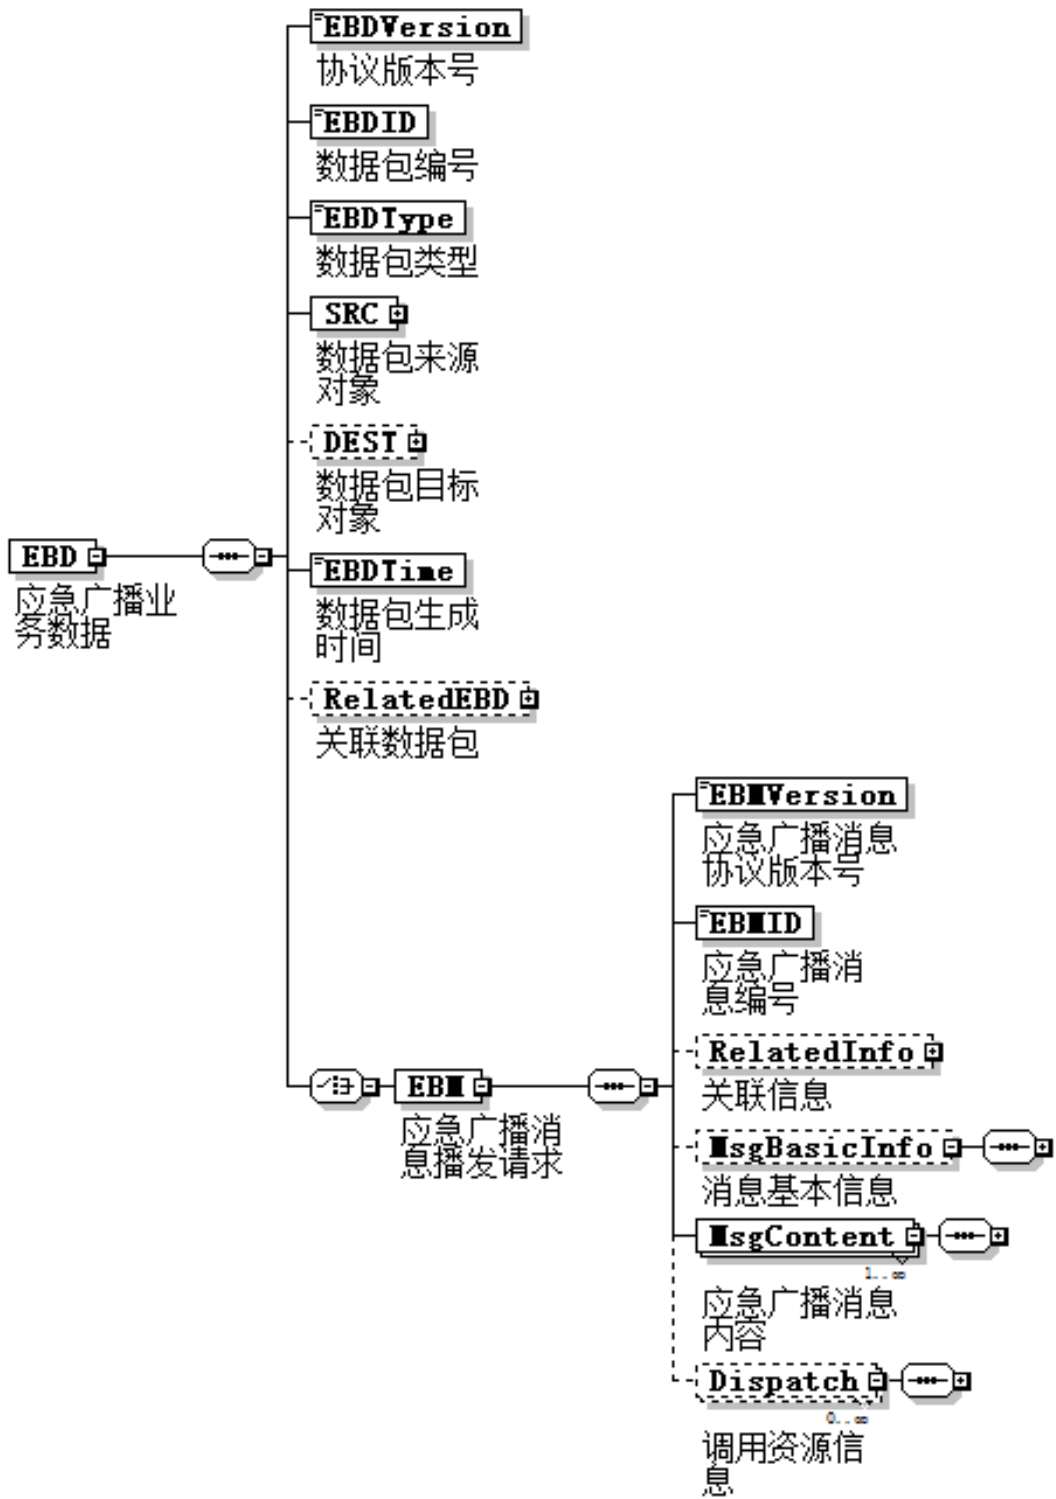 EBDVersion
协议版本号
EBDID
数据包编号
EBDType
数据包类型
SRC
数据包来源
对象
DEST
数据包目标
对象
EBD
应急广播业
务数据
EBDTime
数据包生成
时间
RelatedEBD
关联数据包
EBMVersion
应急广播消息
协议版本号
EBMID
应急广播消
息编号
RelatedInfo
关联信息
EBM
应急广播消
息播发请求
MsgBasicInfo
消息基本信息
MsgContent
1..∞
应急广播消息
内容
Dispatch
0..∞
调用资源信
息